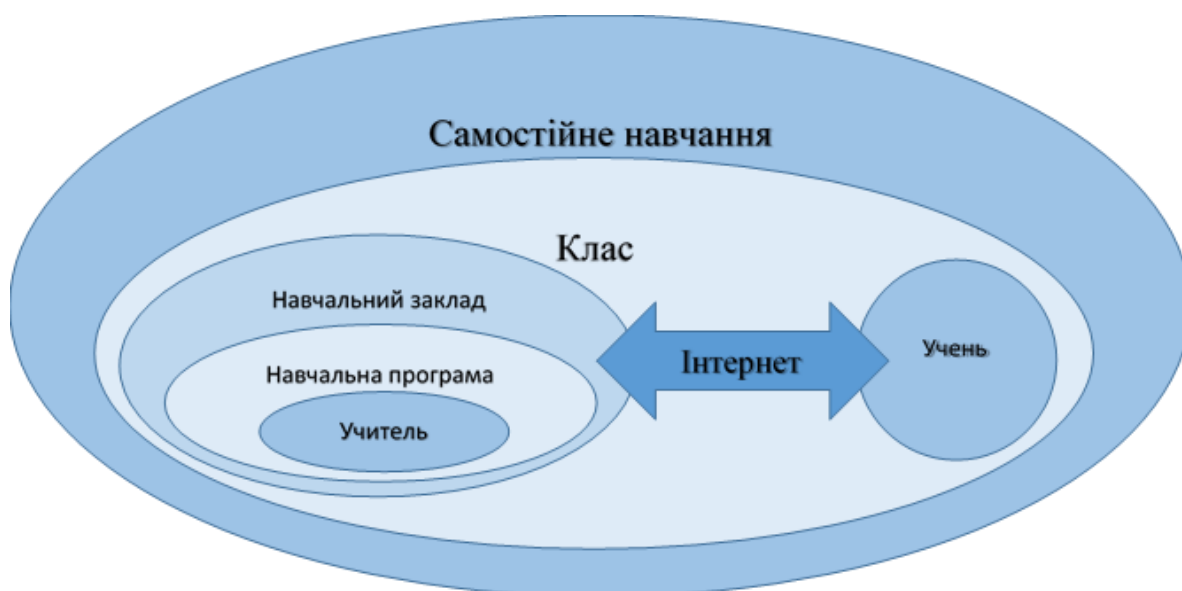 Самостійне навчання
Клас
Навчальний заклад
Навчальна програма
Учитель
Інтернет
Учень